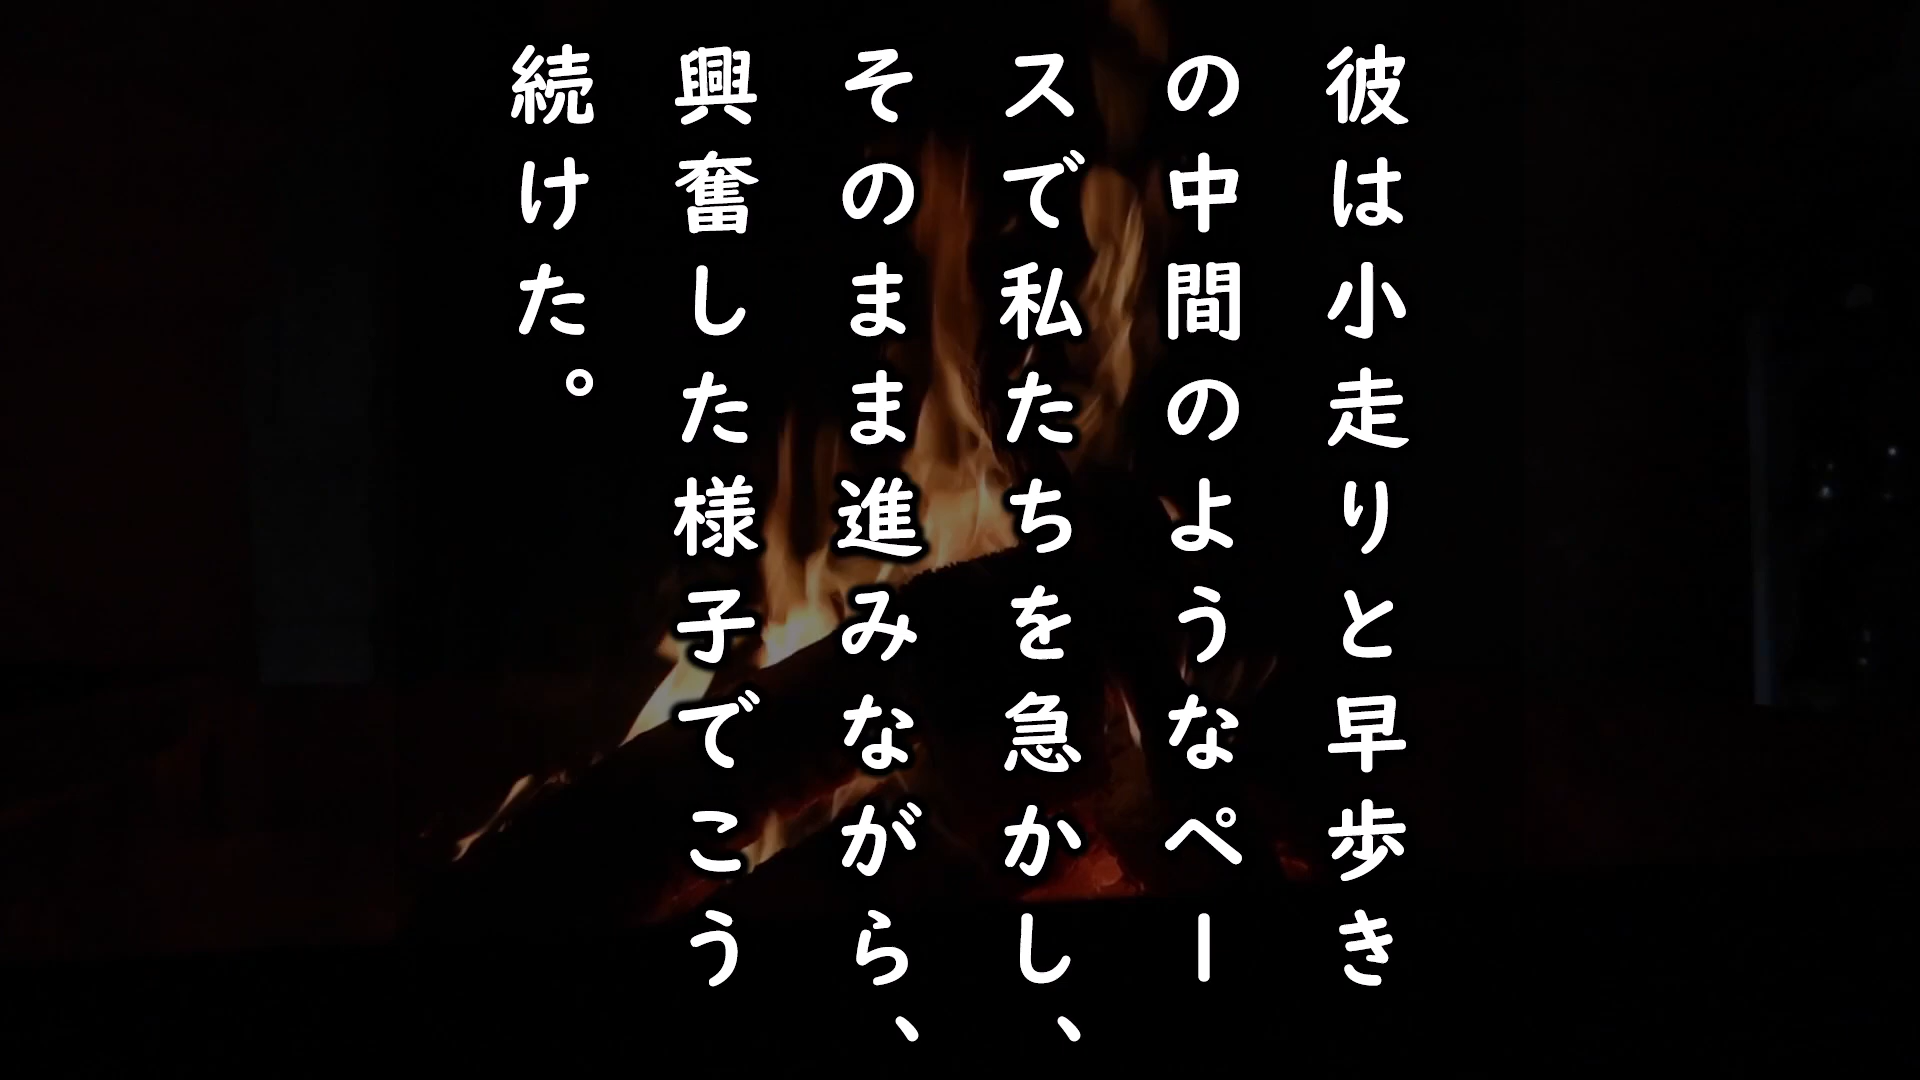 彼は小走りと早歩き
の中間のようなペー
スで私たちを急かし、
そのまま進みながら、
興奮した様子でこう
続けた。